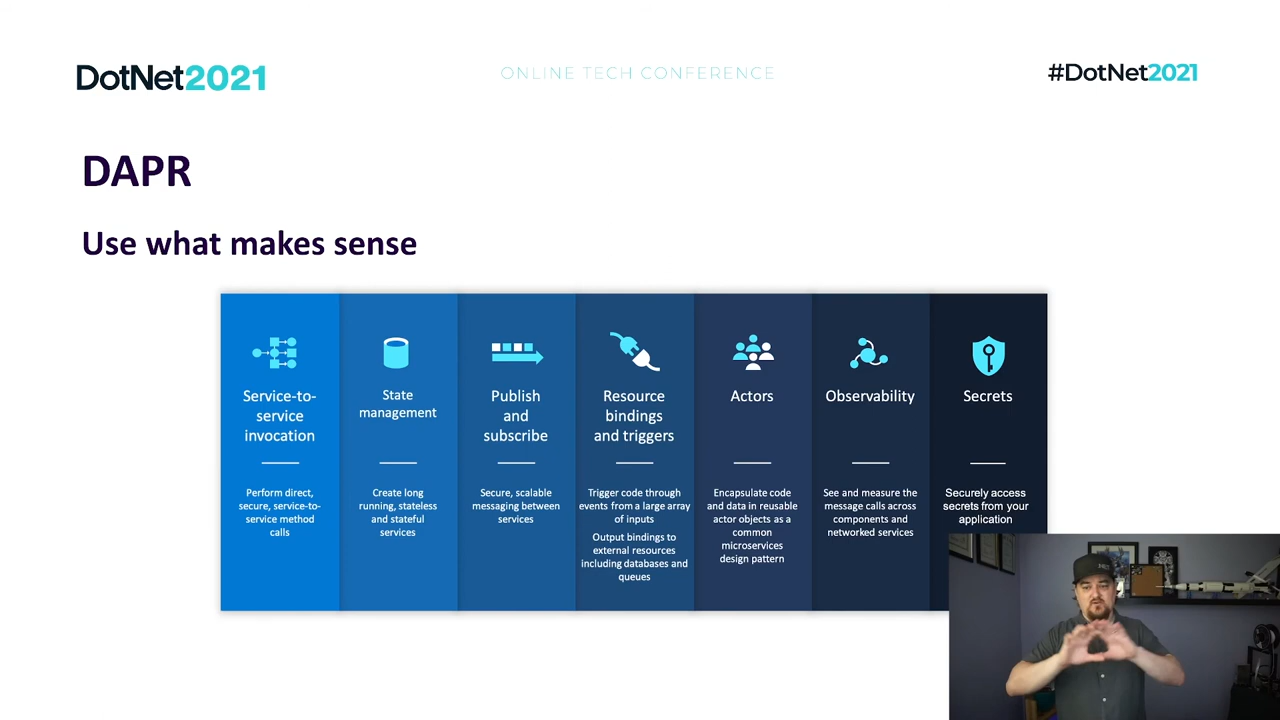 DotNet2021
ONLINE TECH CONFERENCE
#DotNet2021
DAPR
Use what makes sense
Service-to-
service
invocation
Perform direct,
secure, service-to-
service method
calls
State
management
Create long
running, stateless
and stateful
services
Publish
and
subscribe
Secure, scalable
messaging between
services
Resource
bindings
and triggers
Trigger code through
events from a large array
of inputs
Output bindings to
external resources
including databases and
queues
Actors
Encapsulate code
and data in reusable
actor objects as a
common
microservices
design pattern
Observability
See and measure the
message calls across
components and
networked services
Secrets
Securely access
secrets from your
application